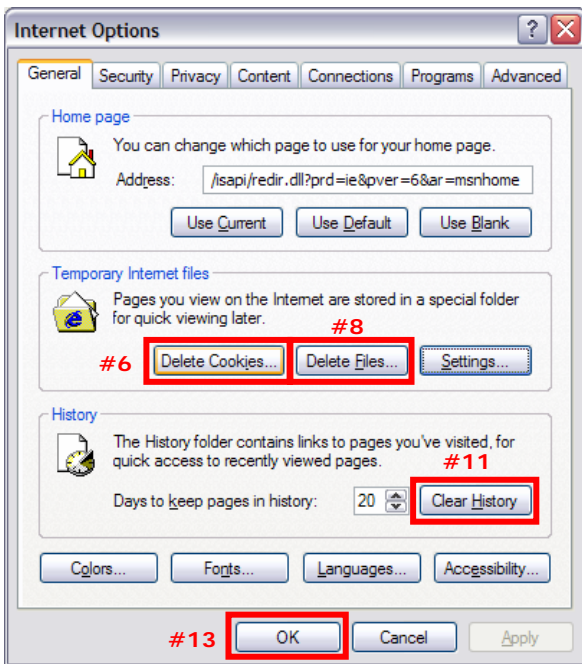 Internet Options
General Security Privacy Content Connections Programs Advanced
Home page
You can change which page to use for your home page.
Address: /isapi/redir.dll?prd=ie&pver=6&ar=msnhome
Use Current Use Default Use Blank
Temporary Internet files
Pages you view on the Internet are stored in a special folder
for quick viewing later.
#8
#6 Delete Cookies... Delete Files... Settings...
History
The History folder contains links to pages you've visited, for
quick access to recently viewed pages.
#11
Days to keep pages in history: 20 Clear History
Colors... Fonts... Languages... Accessibility...
#13 OK Cancel Apply